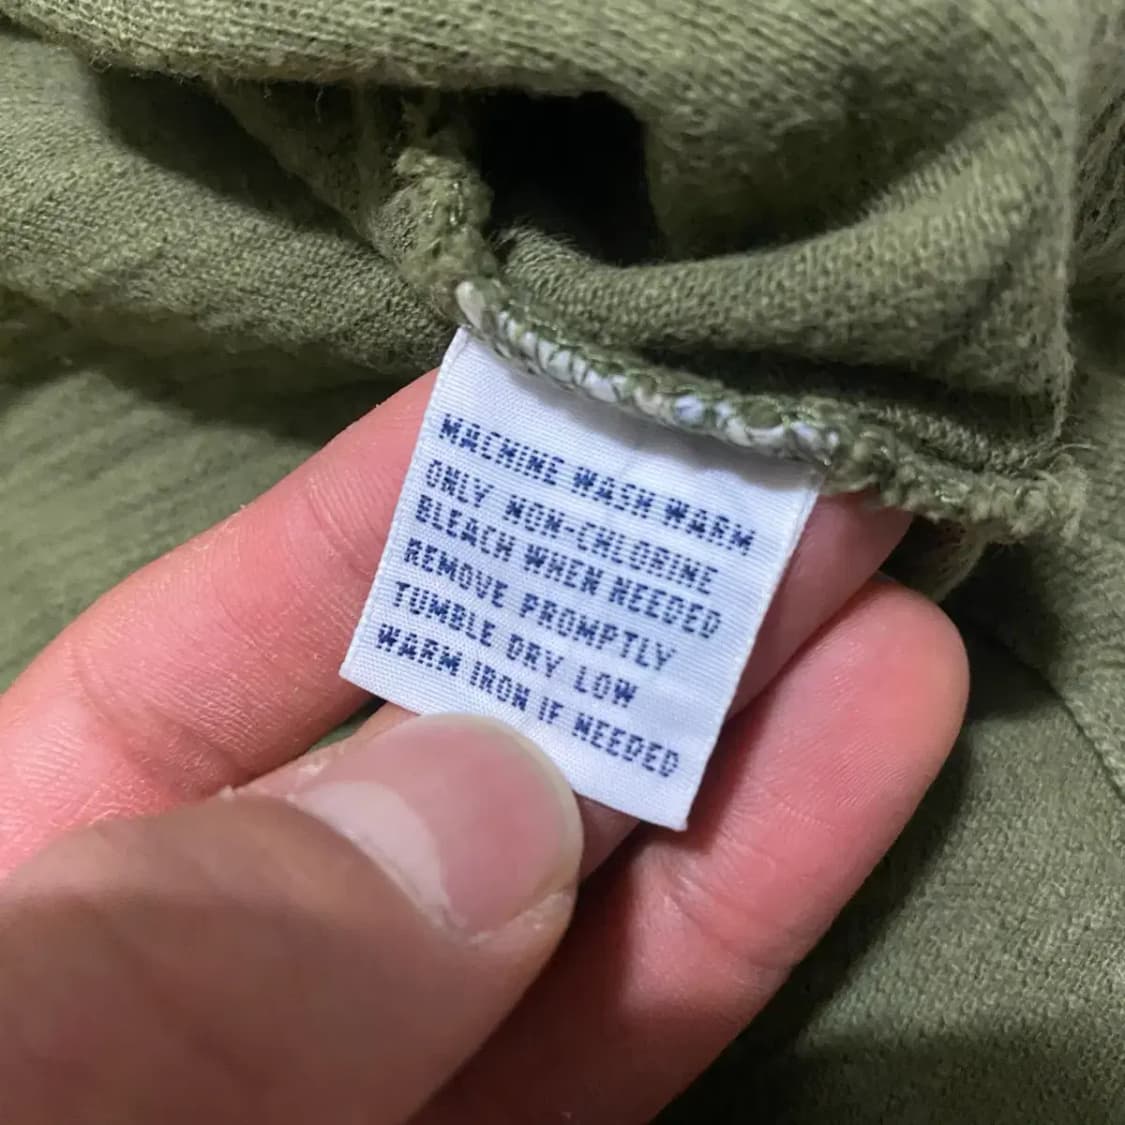 MACHINE WASH WARM
ONLY NON-CHLORINE
BLEACH WHEN NEEDED
REMOVE PROMPTLY
TUMBLE DRY LOW
WARM IRON IF NEEDED